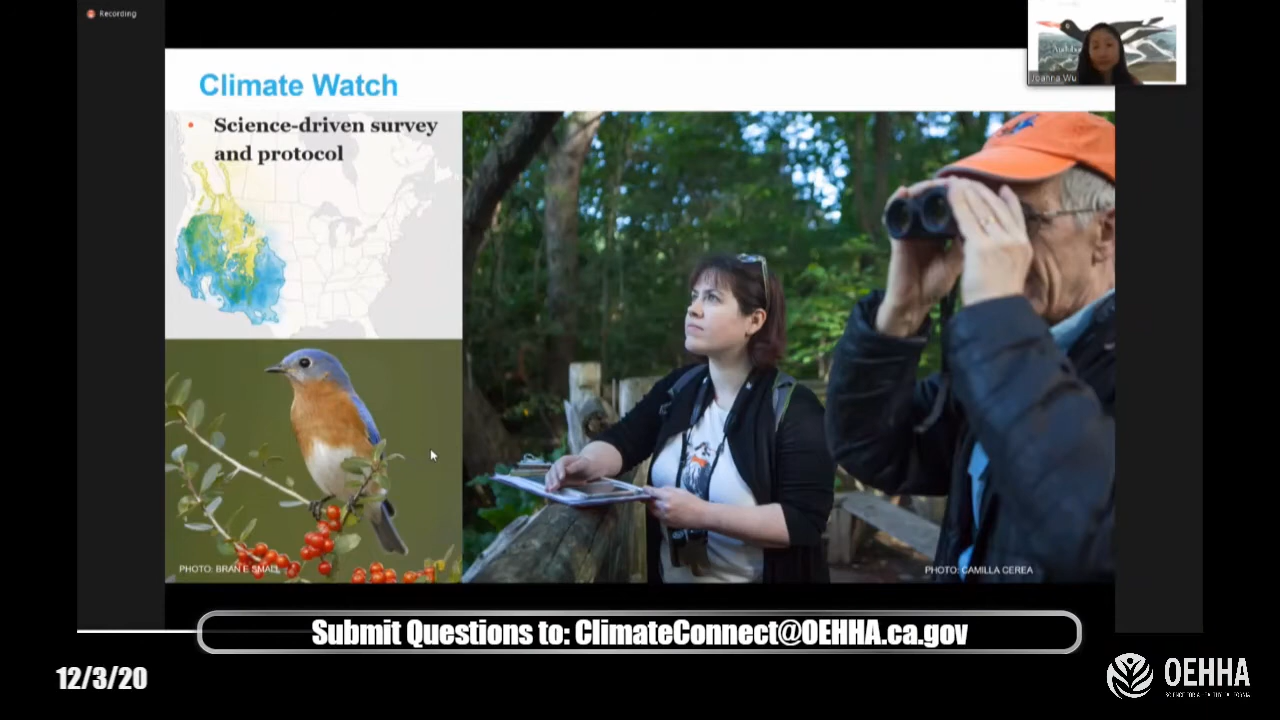 Recording
Joanna Wu
Climate Watch
• Science-driven survey
and protocol
PHOTO: BRAN E SMALL
PHOTO: CAMILLA CEREA
Submit Questions to: ClimateConnect@OEHHA.ca.gov
12/3/20
OEHHA